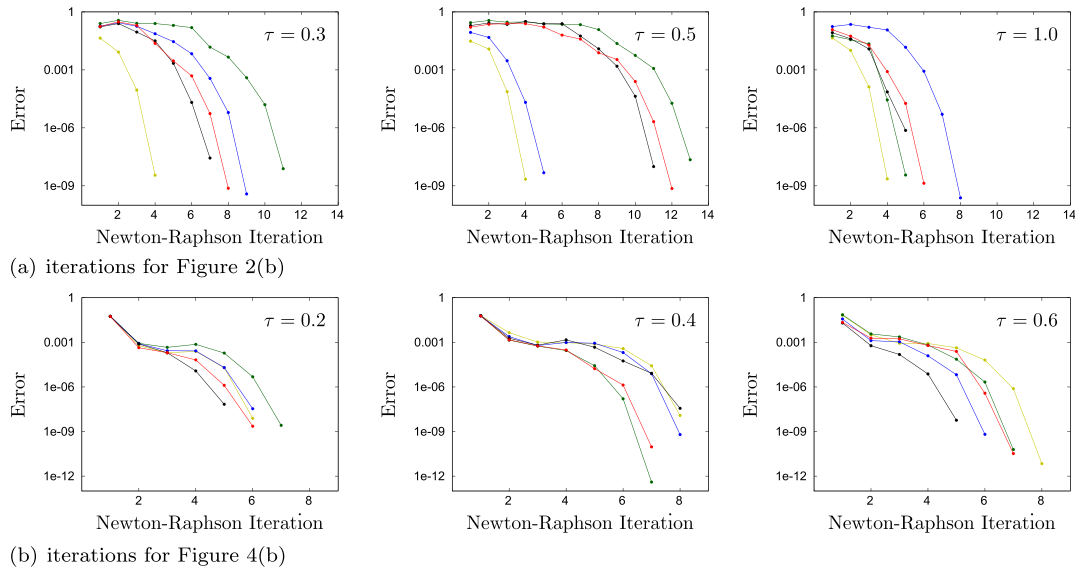 1
0.001
1e-06
1e-09
Error
τ = 0.3
2 4 6 8 10 12 14
Newton-Raphson Iteration
1
0.001
1e-06
1e-09
Error
τ = 0.5
2 4 6 8 10 12 14
Newton-Raphson Iteration
1
0.001
1e-06
1e-09
Error
τ = 1.0
2 4 6 8 10 12 14
Newton-Raphson Iteration
(a) iterations for Figure 2(b)
1
0.001
1e-06
1e-09
1e-12
Error
τ = 0.2
2 4 6 8
Newton-Raphson Iteration
1
0.001
1e-06
1e-09
1e-12
Error
τ = 0.4
2 4 6 8
Newton-Raphson Iteration
1
0.001
1e-06
1e-09
1e-12
Error
τ = 0.6
2 4 6 8
Newton-Raphson Iteration
(b) iterations for Figure 4(b)